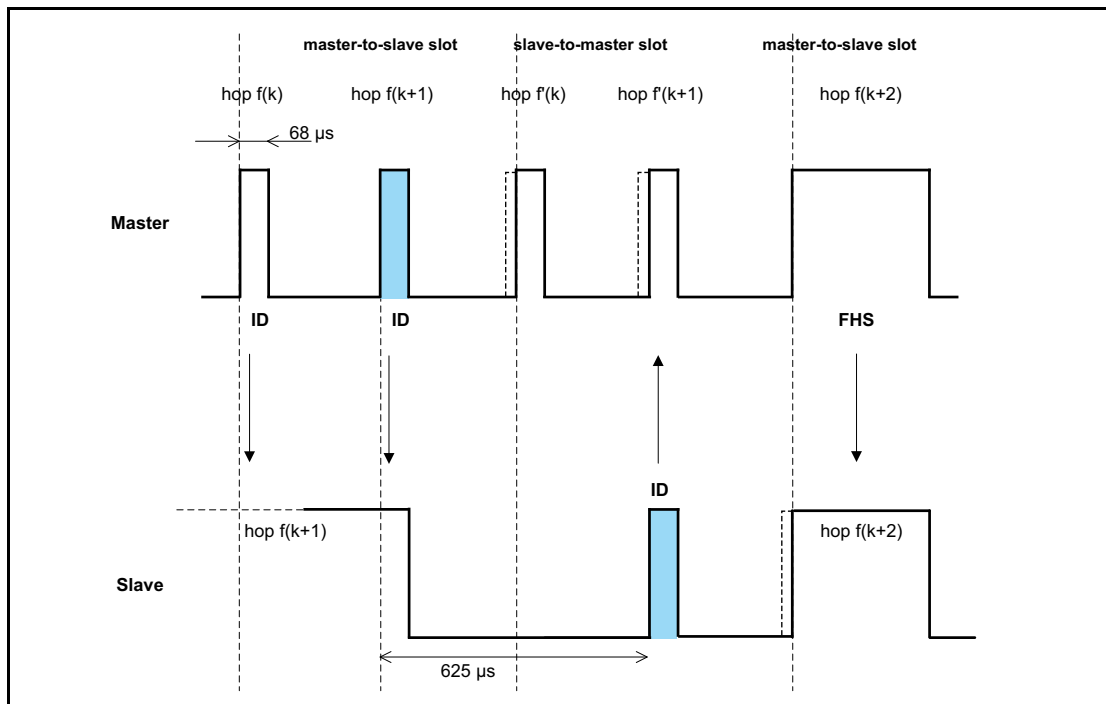 master-to-slave slot slave-to-master slot master-to-slave slot
hop f(k) hop f(k+1) hop f'(k) hop f'(k+1) hop f(k+2)
68 µs
Master
ID ID FHS
ID
hop f(k+1) hop f(k+2)
Slave
625 µs